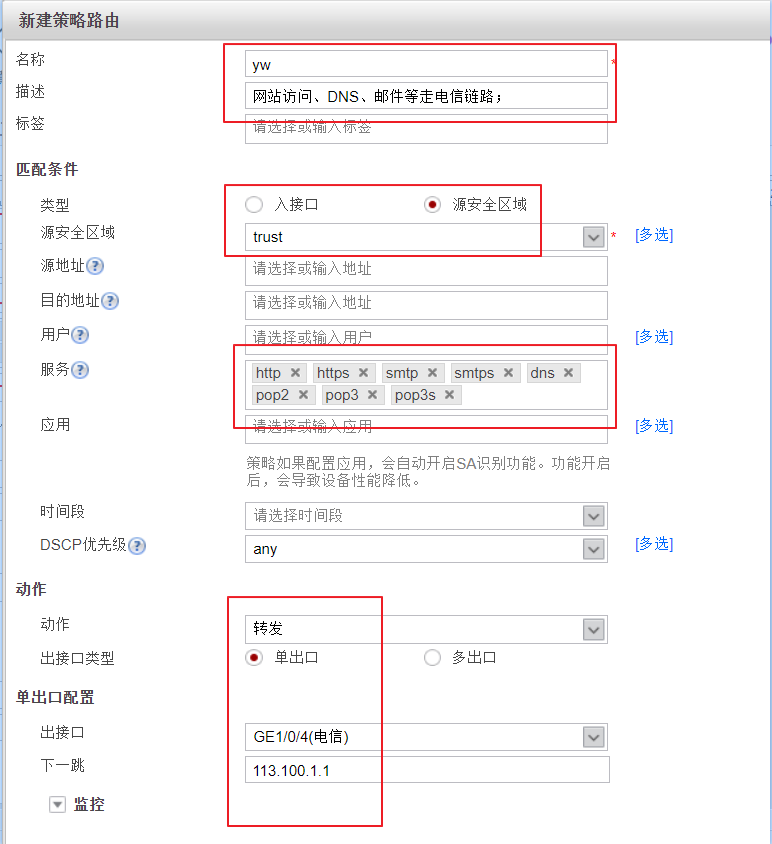 新建策略路由
名称 yw *
描述 网站访问、DNS、邮件等走电信链路；
标签 请选择或输入标签
匹配条件
类型 入接口 源安全区域
源安全区域 trust * [多选]
源地址 ? 请选择或输入地址
目的地址 ? 请选择或输入地址
用户 ? 请选择或输入用户 [多选]
服务 ? http × https × smtp × smtps × dns ×
pop2 × pop3 × pop3s ×
应用 请选择或输入应用 [多选]
策略如果配置应用，会自动开启SA识别功能。功能开启
后，会导致设备性能降低。
时间段 请选择时间段
DSCP优先级 ? any [多选]
动作
动作 转发
出接口类型 单出口 多出口
单出口配置
出接口 GE1/0/4(电信)
下一跳 113.100.1.1
监控